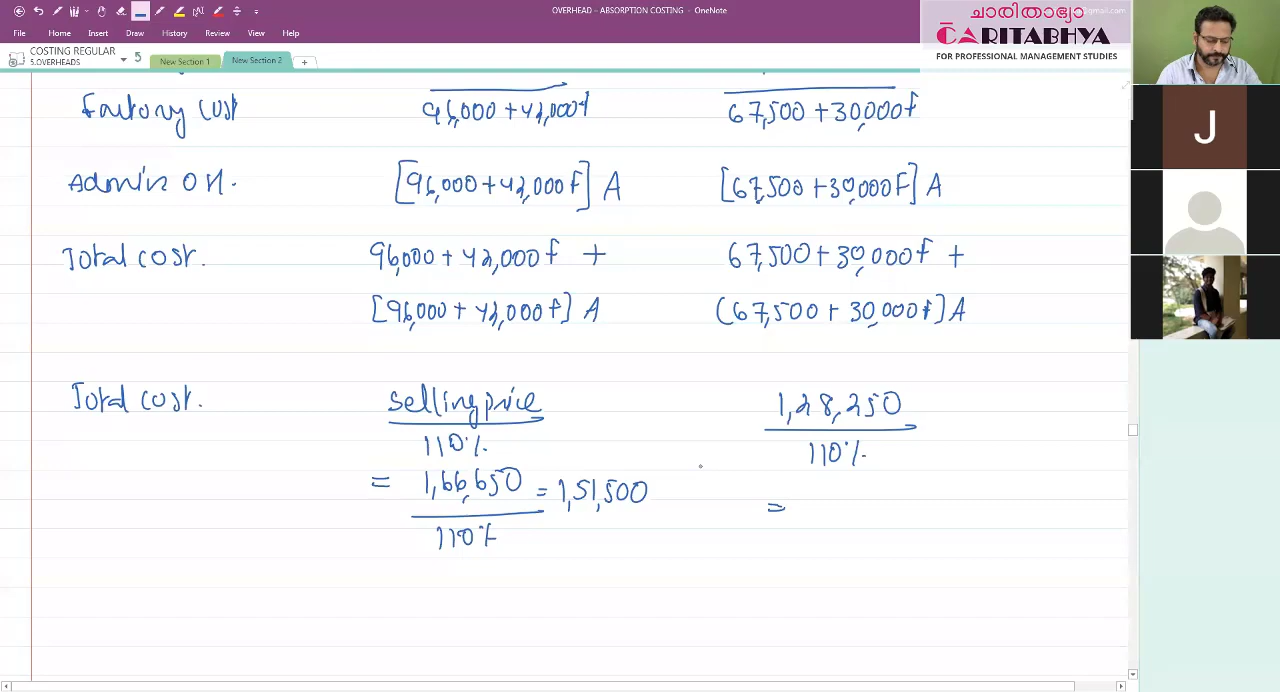 OVERHEAD – ABSORPTION COSTING - OneNote
ചാരിതാഭ്യാ
CARITABHYA
FOR PROFESSIONAL MANAGEMENT STUDIES
File Home Insert Draw History Review View Help
COSTING REGULAR
5.OVERHEADS
5
New Section 1 New Section 2 +
Factory cost 96,000 + 42,000f 67,500 + 30,000f
Admin OH. [96,000 + 42,000F] A [67,500 + 30,000F] A
Total cost. 96,000 + 42,000f + 67,500 + 30,000f +
[96,000 + 42,000f] A (67,500 + 30,000f] A
Total cost. selling price 1,28,250
110% 110%
= 1,66,650 = 1,51,500 =
110%
J